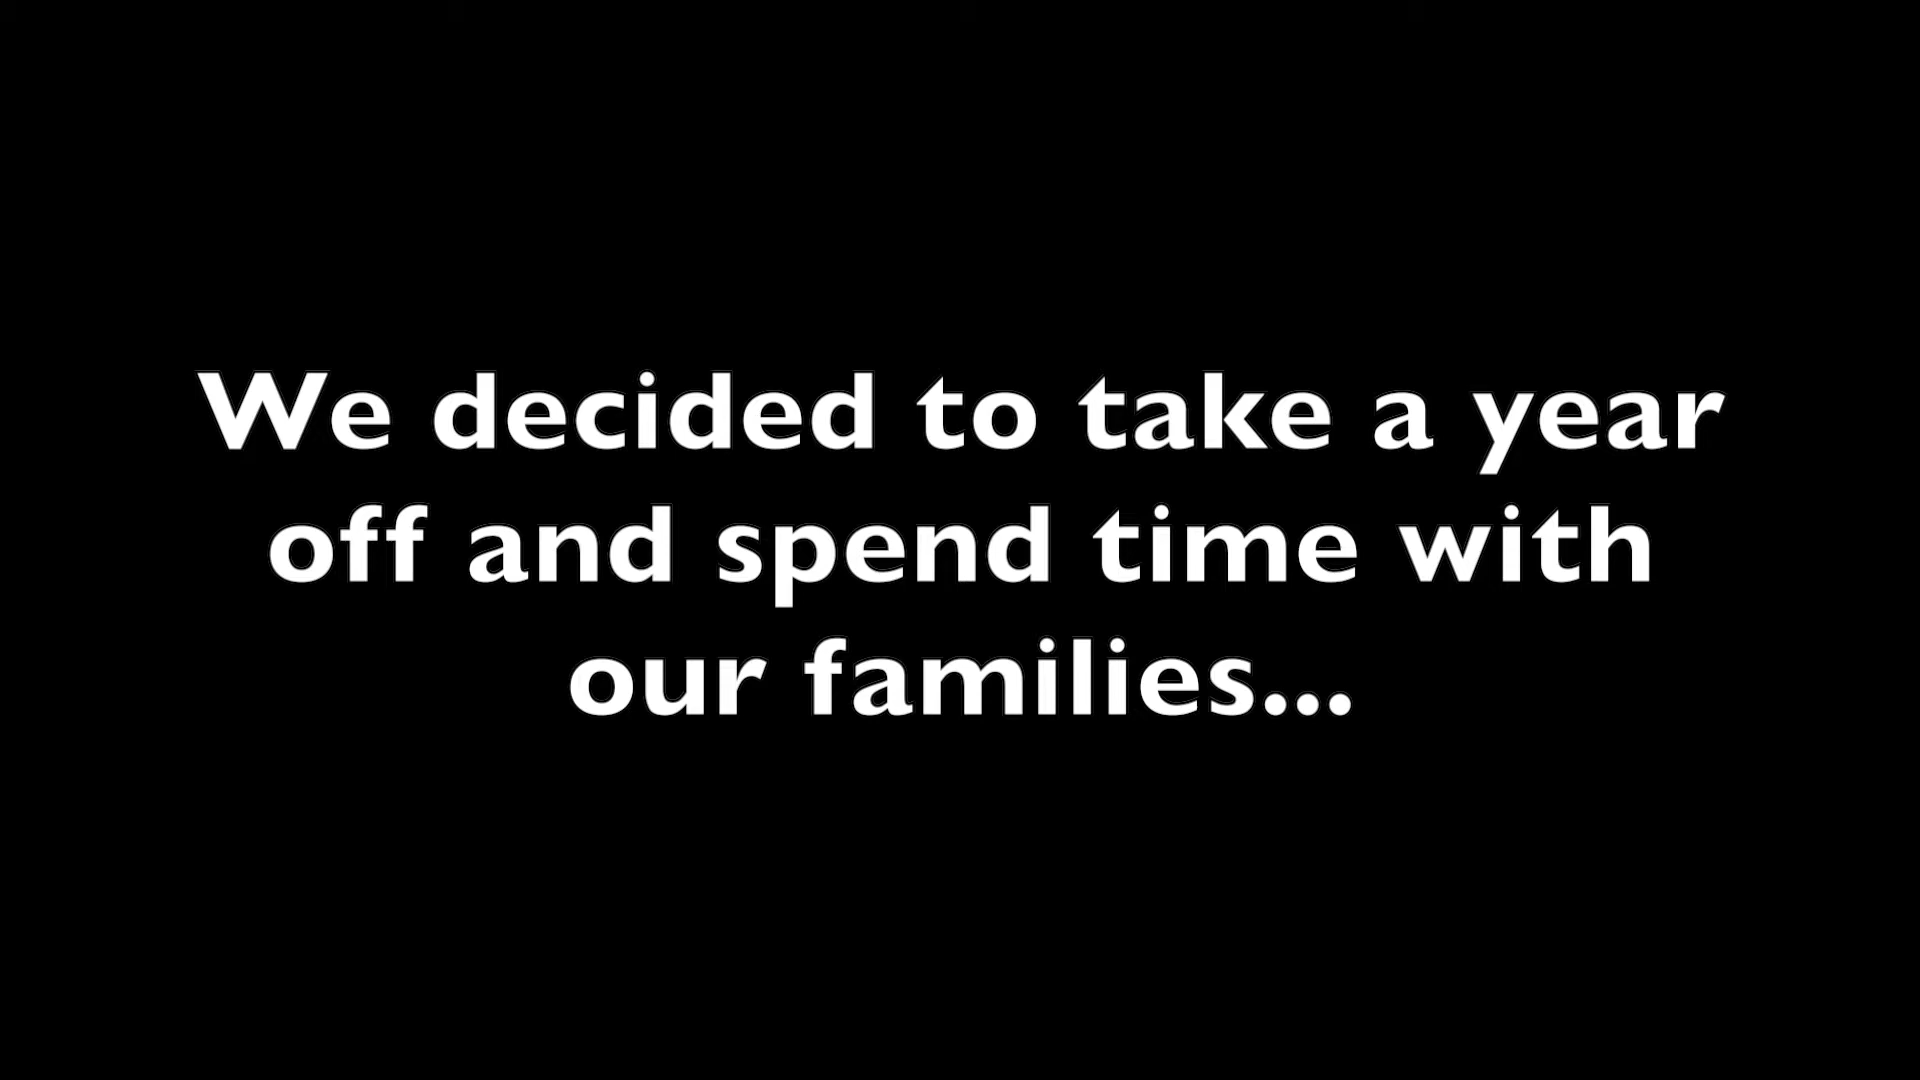 We decided to take a year
off and spend time with
our families...